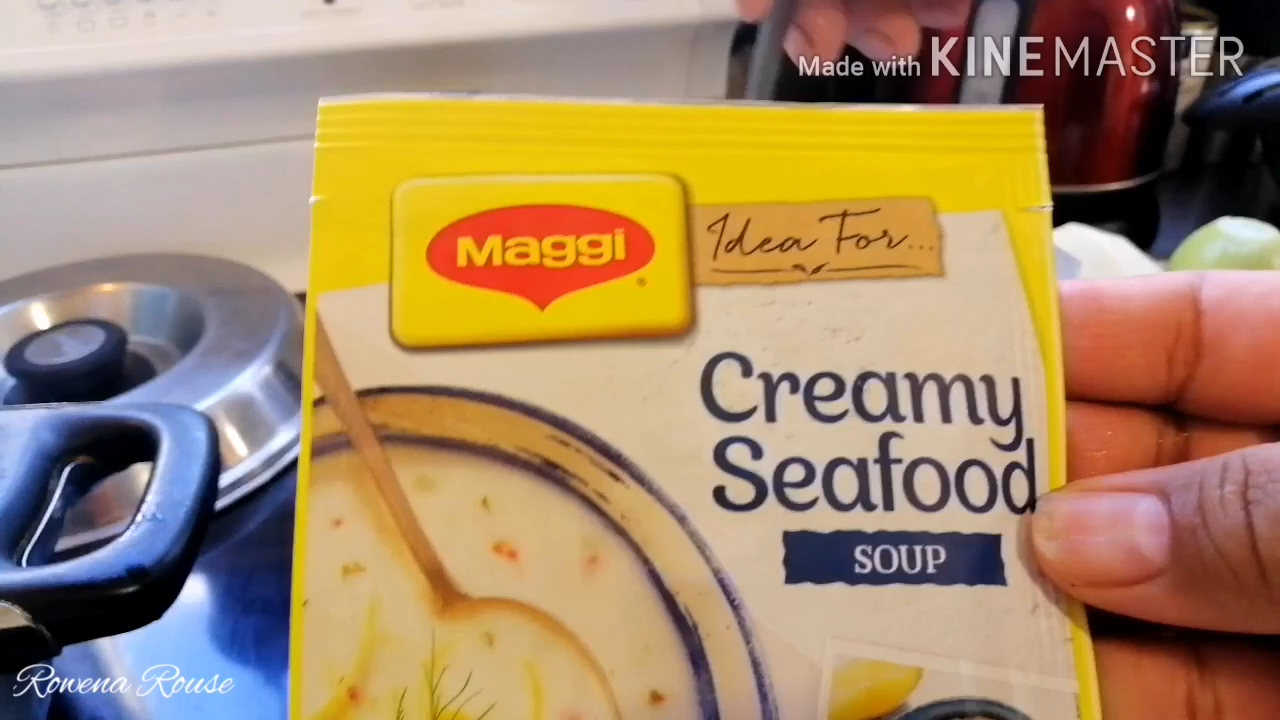 Made with KINEMASTER
Maggi
Idea For...
Creamy
Seafood
SOUP
Rowena Rouse